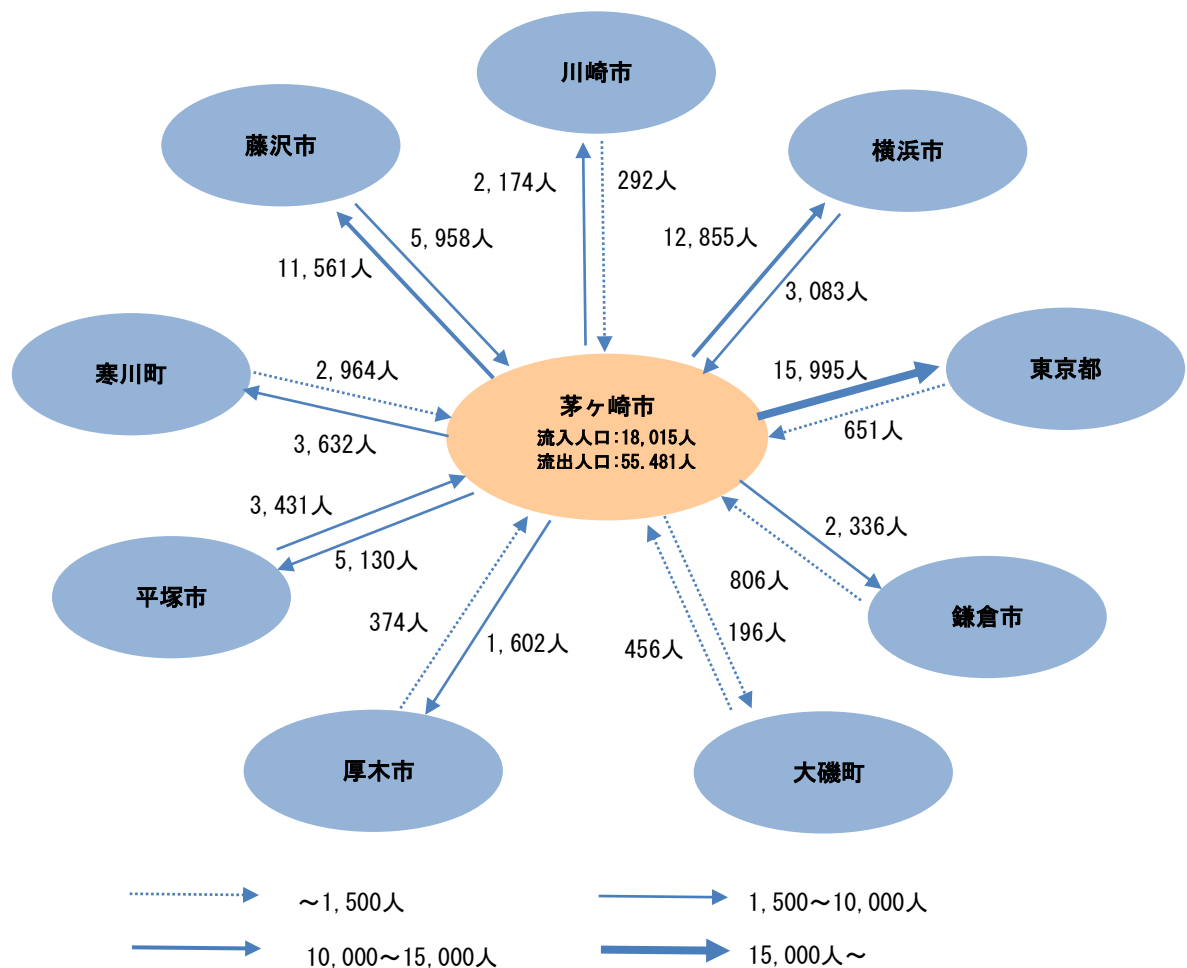 川崎市
藤沢市
横浜市
2,174人
292人
5,958人
11,561人
12,855人
3,083人
寒川町
2,964人
3,632人
茅ヶ崎市
流入人口:18,015人
流出人口:55.481人
15,995人
651人
東京都
3,431人
5,130人
平塚市
2,336人
806人
鎌倉市
374人
1,602人
456人
196人
厚木市
大磯町
～1,500人
1,500～10,000人
10,000～15,000人
15,000人～